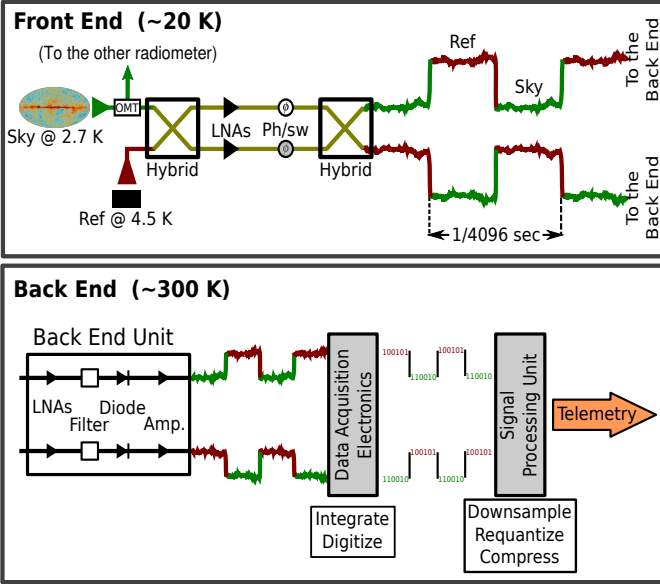 Front End (~20 K)
(To the other radiometer)
Ref
Sky
To the
Back End
OMT
LNAs
Ph/sw
ϕ
ϕ
Sky @ 2.7 K
Hybrid
Hybrid
Ref @ 4.5 K
To the
Back End
1/4096 sec
Back End (~300 K)
Back End Unit
LNAs
Filter
Diode
Amp.
Data Acquisition
Electronics
100101
110010
100101
110010
110010
100101
110010
100101
Signal
Processing Unit
Telemetry
Integrate
Digitize
Downsample
Requantize
Compress